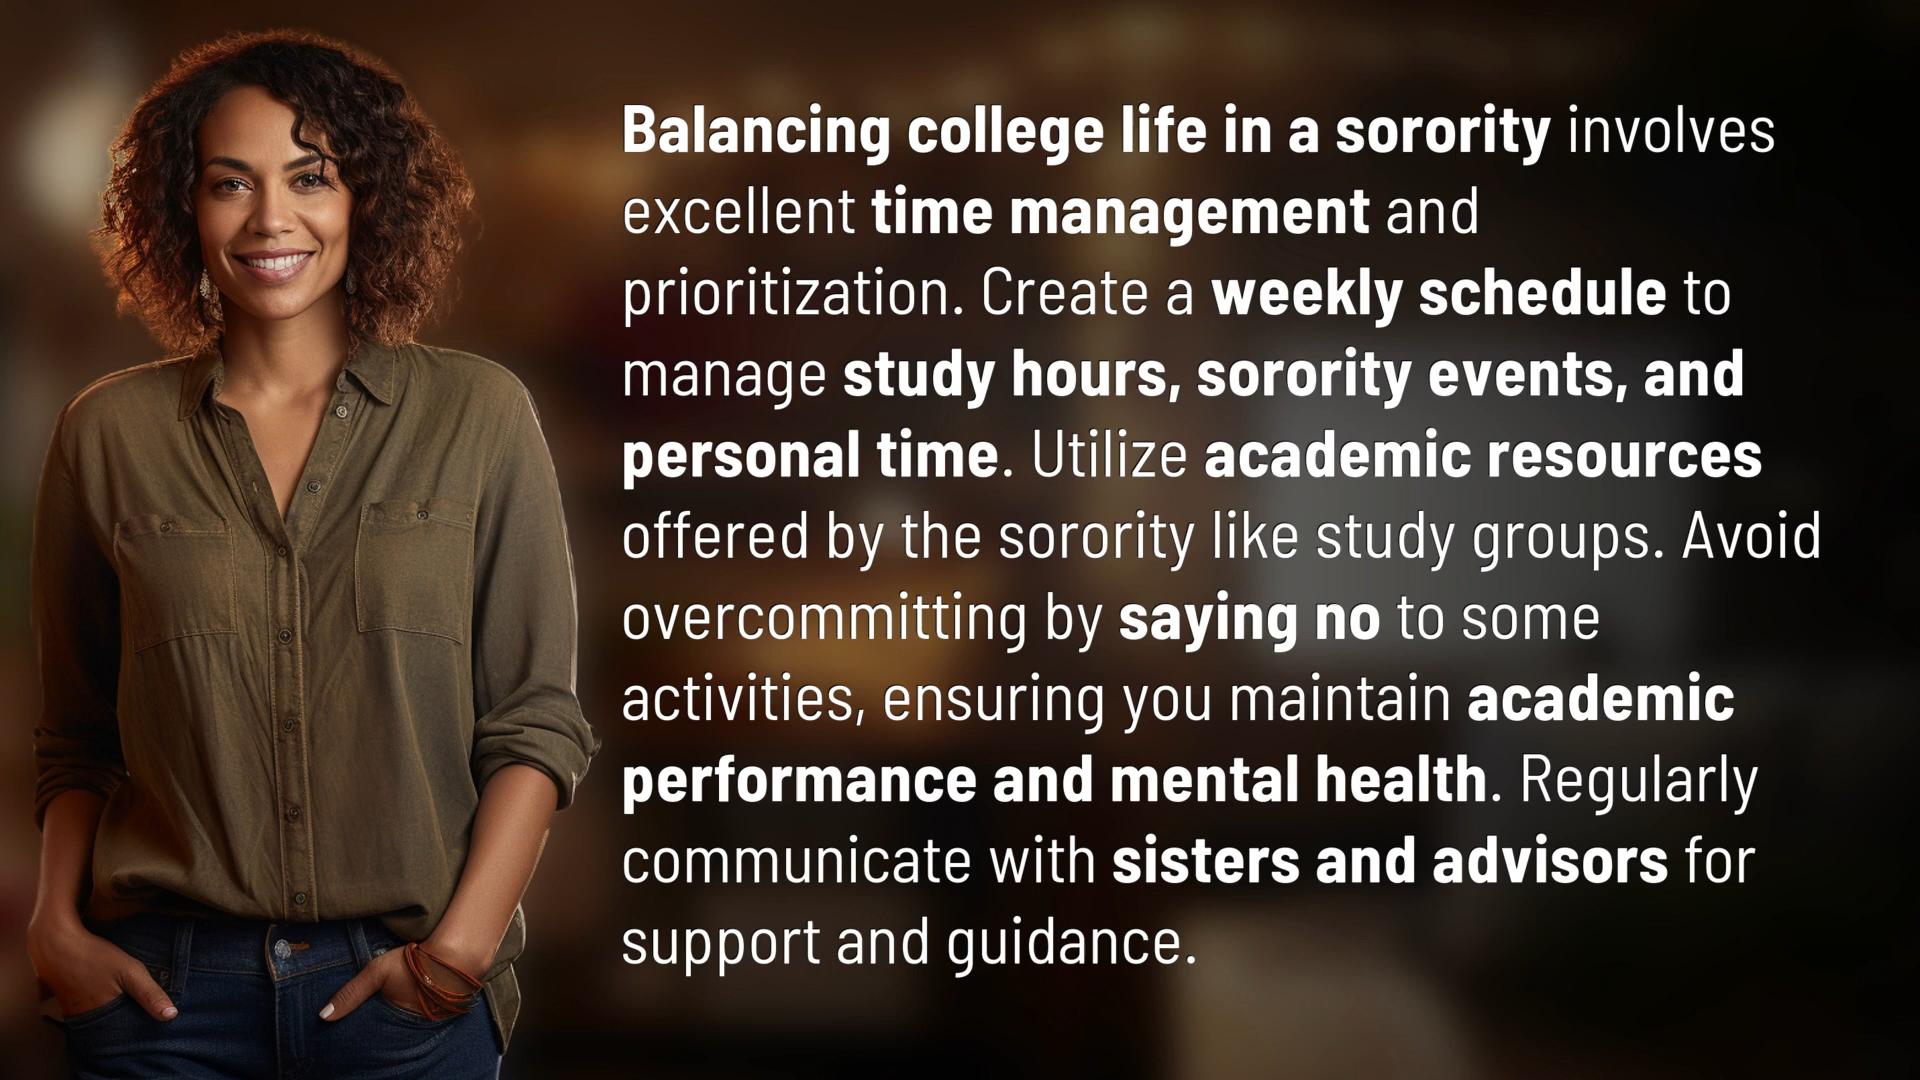 Balancing college life in a sorority involves
excellent time management and
prioritization. Create a weekly schedule to
manage study hours, sorority events, and
personal time. Utilize academic resources
offered by the sorority like study groups. Avoid
overcommitting by saying no to some
activities, ensuring you maintain academic
performance and mental health. Regularly
communicate with sisters and advisors for
support and guidance.